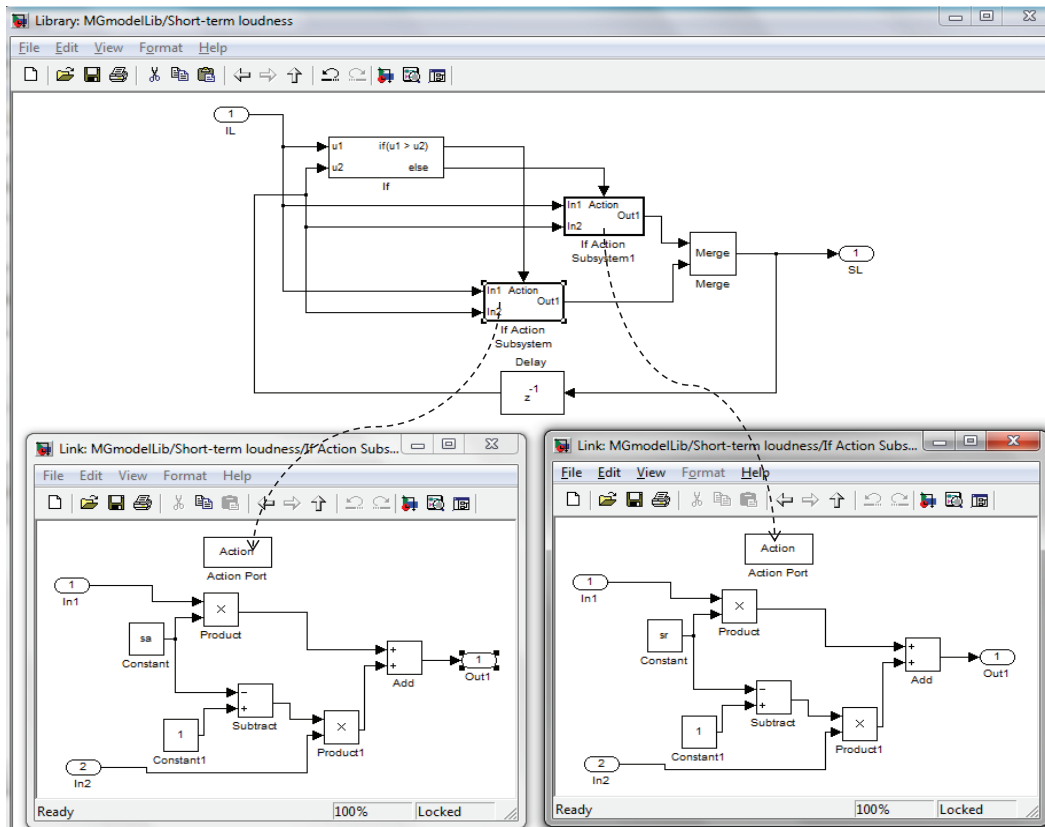 Library: MGmodelLib/Short-term loudness
File Edit View Format Help
1
IL
u1 if(u1 > u2)
u2 else
If
In1 Action
Out1
In2
If Action
Subsystem1
Merge
Merge
1
SL
In1 Action
Out1
In2
If Action
Subsystem
Delay
z-1
Link: MGmodelLib/Short-term loudness/If Action Subs...
File Edit View Format Help
Action
Action Port
1
In1
×
Product
sa
Constant
+
+
Add
1
Out1
−
+
Subtract
1
Constant1
×
Product1
2
In2
Ready 100% Locked
Link: MGmodelLib/Short-term loudness/If Action Subs...
File Edit View Format Help
Action
Action Port
1
In1
×
Product
sr
Constant
+
+
Add
1
Out1
−
+
Subtract
1
Constant1
×
Product1
2
In2
Ready 100% Locked